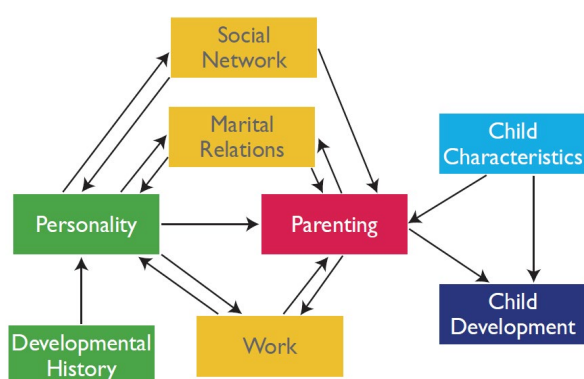 Social
Network
Marital
Relations
Child
Characteristics
Personality
Parenting
Child
Development
Developmental
History
Work